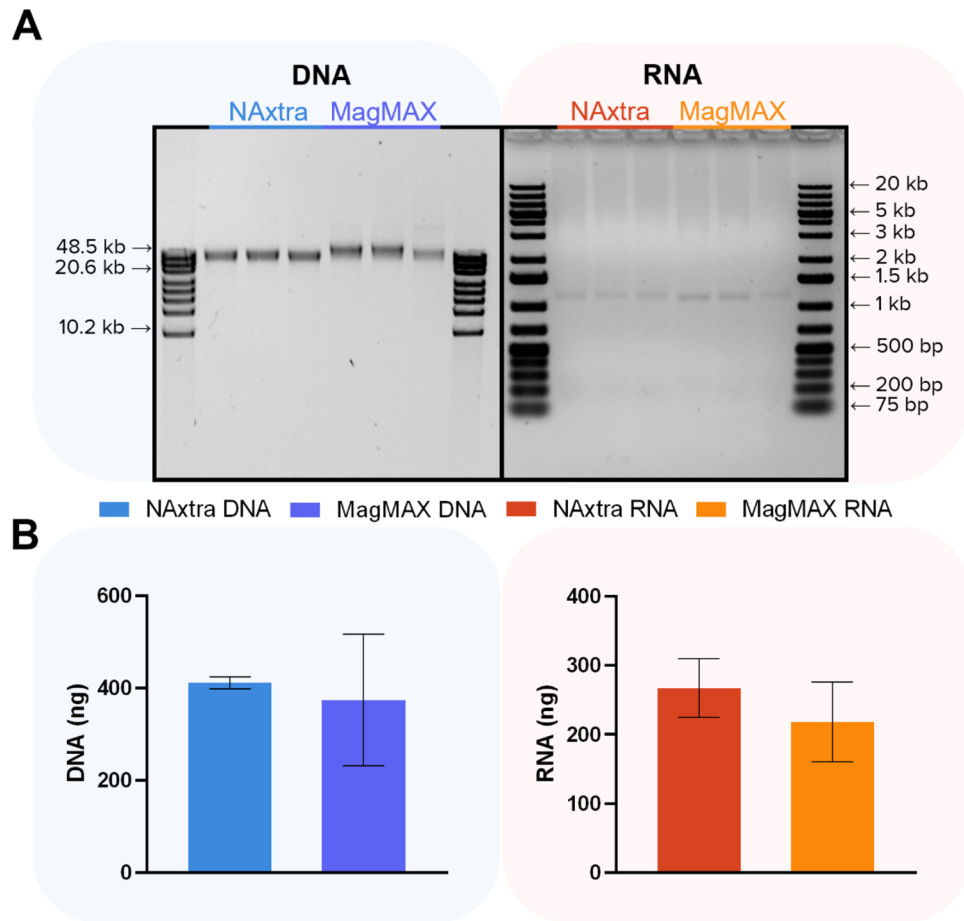 A
DNA
RNA
NAxtra MagMAX
NAxtra MagMAX
48.5 kb →
20.6 kb →
10.2 kb →
← 20 kb
← 5 kb
← 3 kb
← 2 kb
← 1.5 kb
← 1 kb
← 500 bp
← 200 bp
← 75 bp
NAxtra DNA MagMAX DNA NAxtra RNA MagMAX RNA
B
DNA (ng)
600
400
200
0
RNA (ng)
400
300
200
100
0